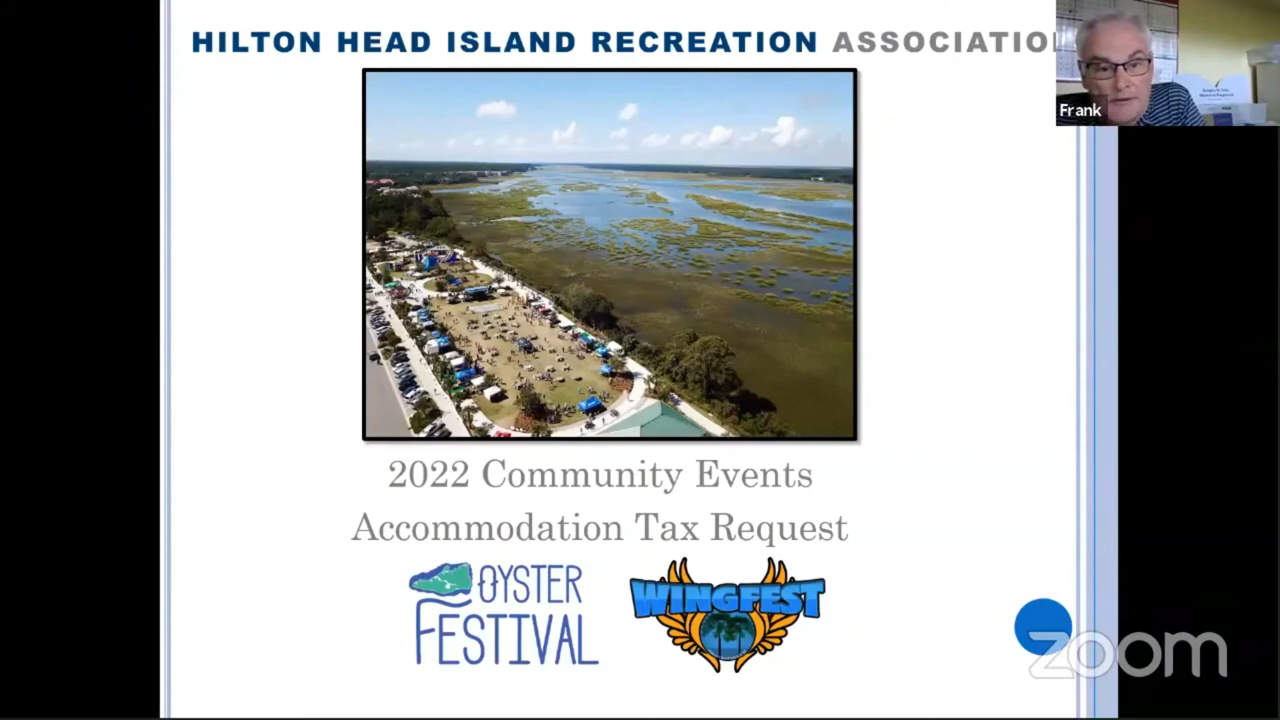 HILTON HEAD ISLAND RECREATION ASSOCIATIO
Frank
2022 Community Events
Accommodation Tax Request
OYSTER
FESTIVAL
WINGFEST
zoom